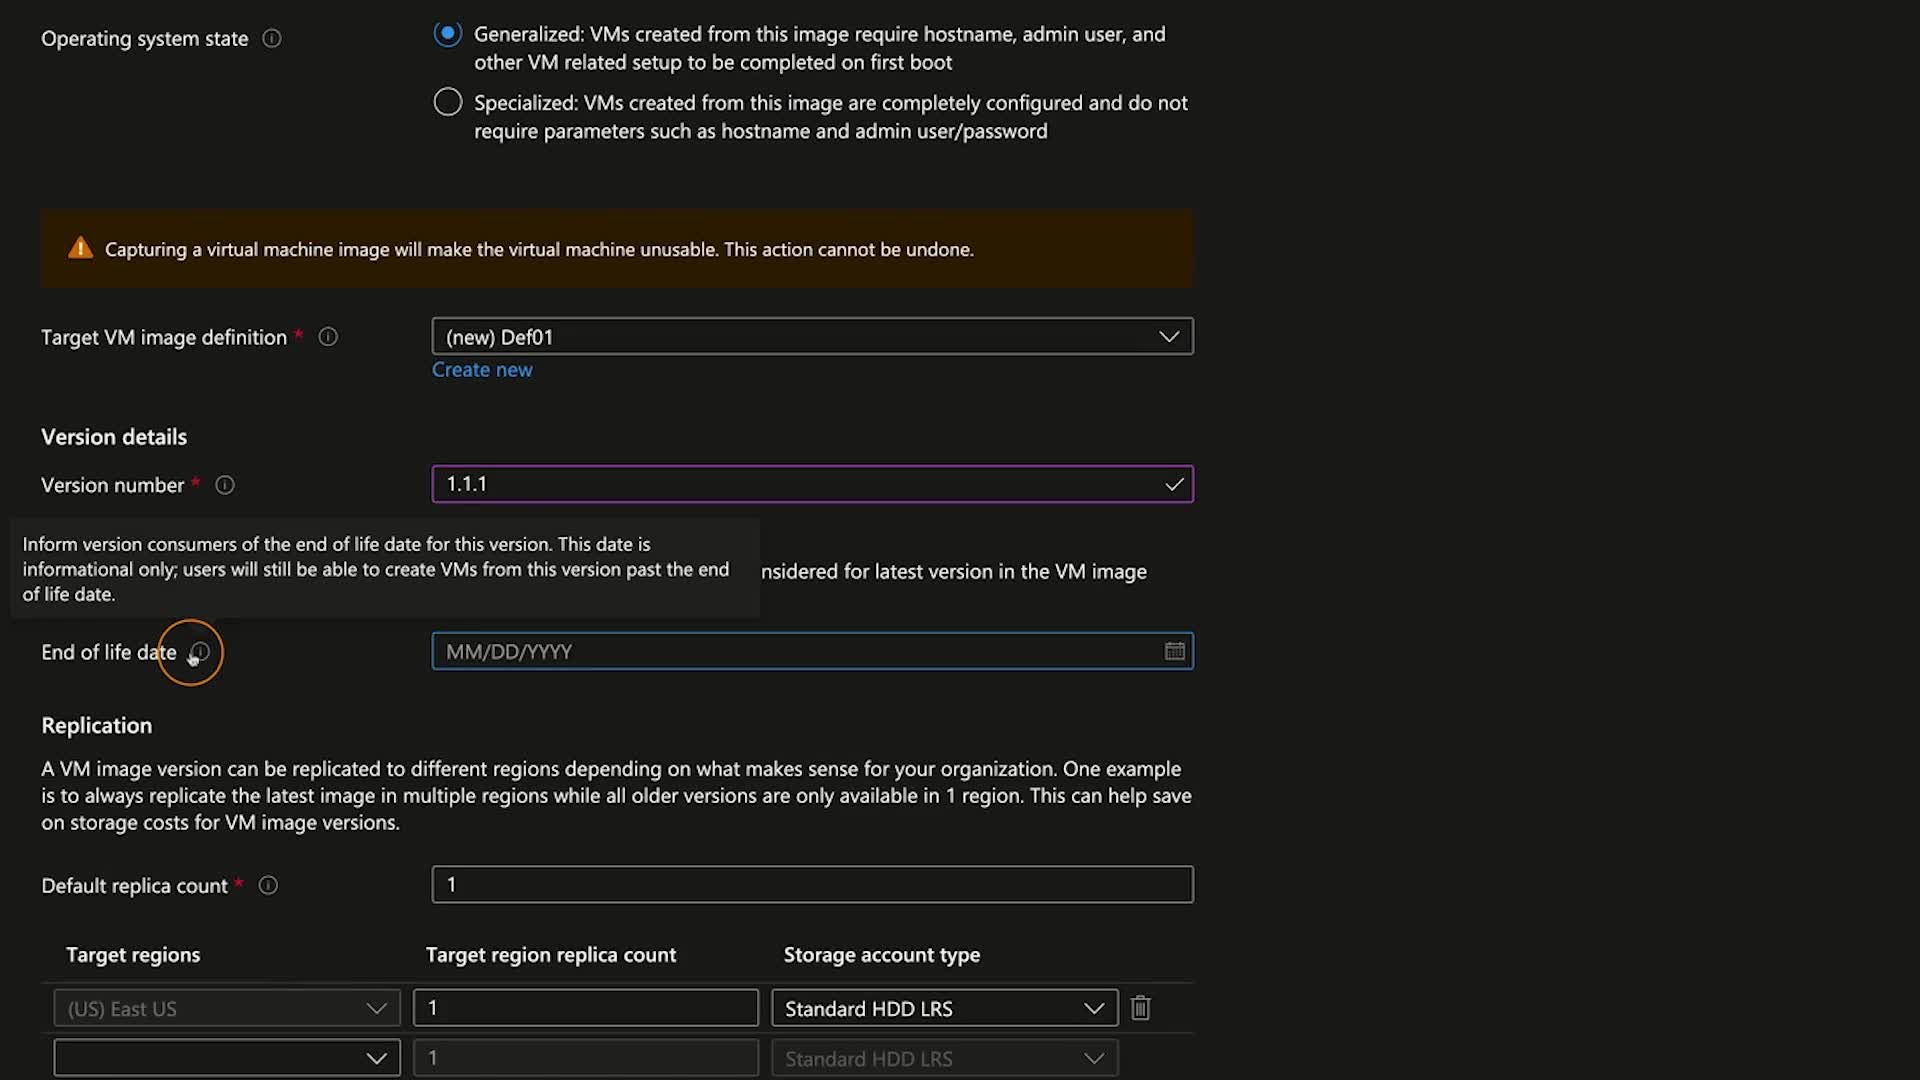 Operating system state
Generalized: VMs created from this image require hostname, admin user, and
other VM related setup to be completed on first boot
Specialized: VMs created from this image are completely configured and do not
require parameters such as hostname and admin user/password
Capturing a virtual machine image will make the virtual machine unusable. This action cannot be undone.
Target VM image definition *
(new) Def01
Create new
Version details
Version number *
1.1.1
Inform version consumers of the end of life date for this version. This date is
informational only; users will still be able to create VMs from this version past the end
of life date.
nsidered for latest version in the VM image
End of life date
MM/DD/YYYY
Replication
A VM image version can be replicated to different regions depending on what makes sense for your organization. One example
is to always replicate the latest image in multiple regions while all older versions are only available in 1 region. This can help save
on storage costs for VM image versions.
Default replica count *
1
Target regions
Target region replica count
Storage account type
(US) East US
1
Standard HDD LRS
1
Standard HDD LRS